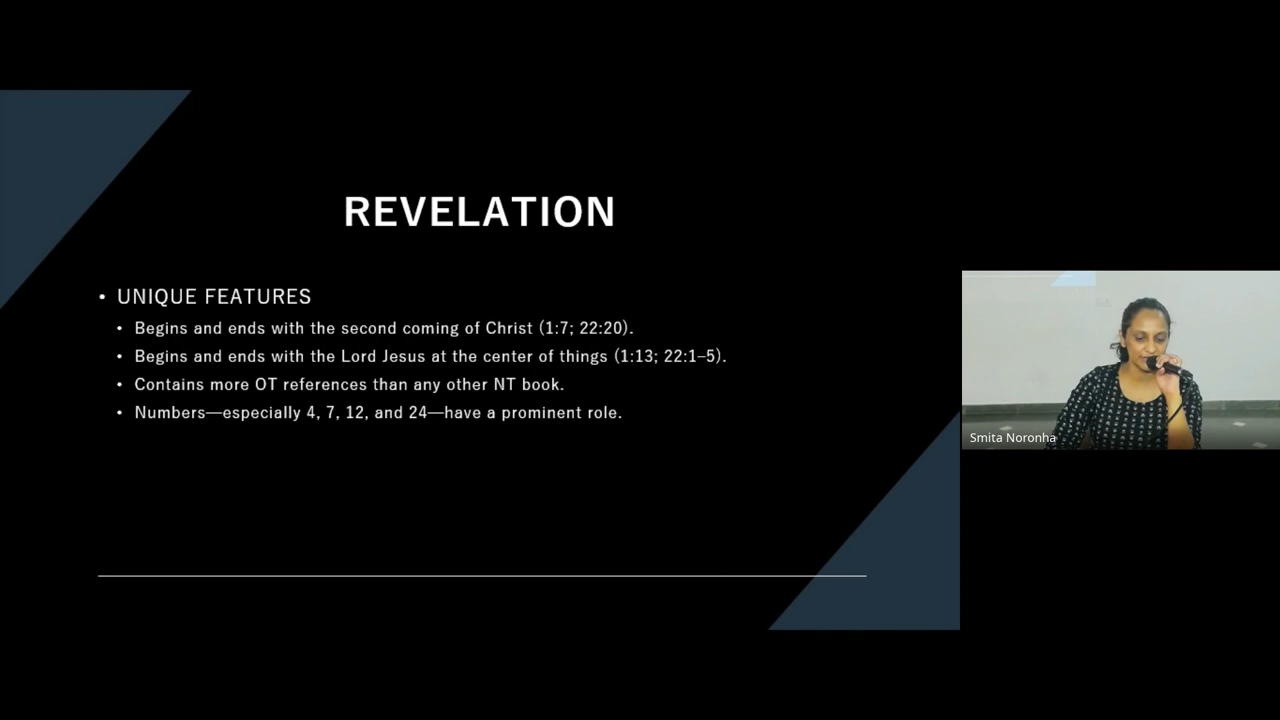 REVELATION
• UNIQUE FEATURES
• Begins and ends with the second coming of Christ (1:7; 22:20).
• Begins and ends with the Lord Jesus at the center of things (1:13; 22:1–5).
• Contains more OT references than any other NT book.
• Numbers—especially 4, 7, 12, and 24—have a prominent role.
Smita Noronha